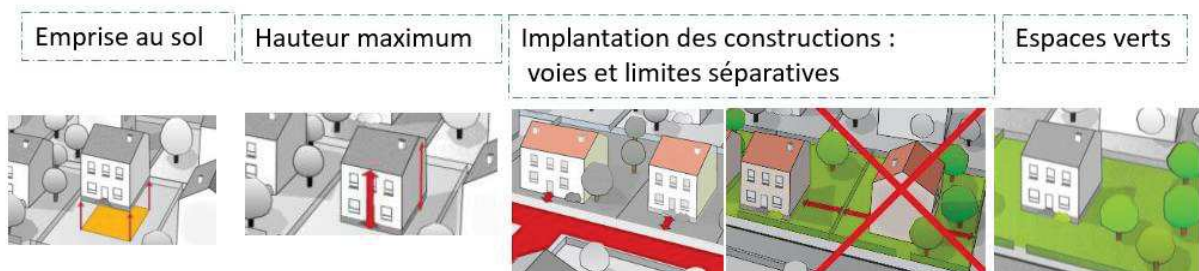 Emprise au sol
Hauteur maximum
Implantation des constructions :
voies et limites séparatives
Espaces verts